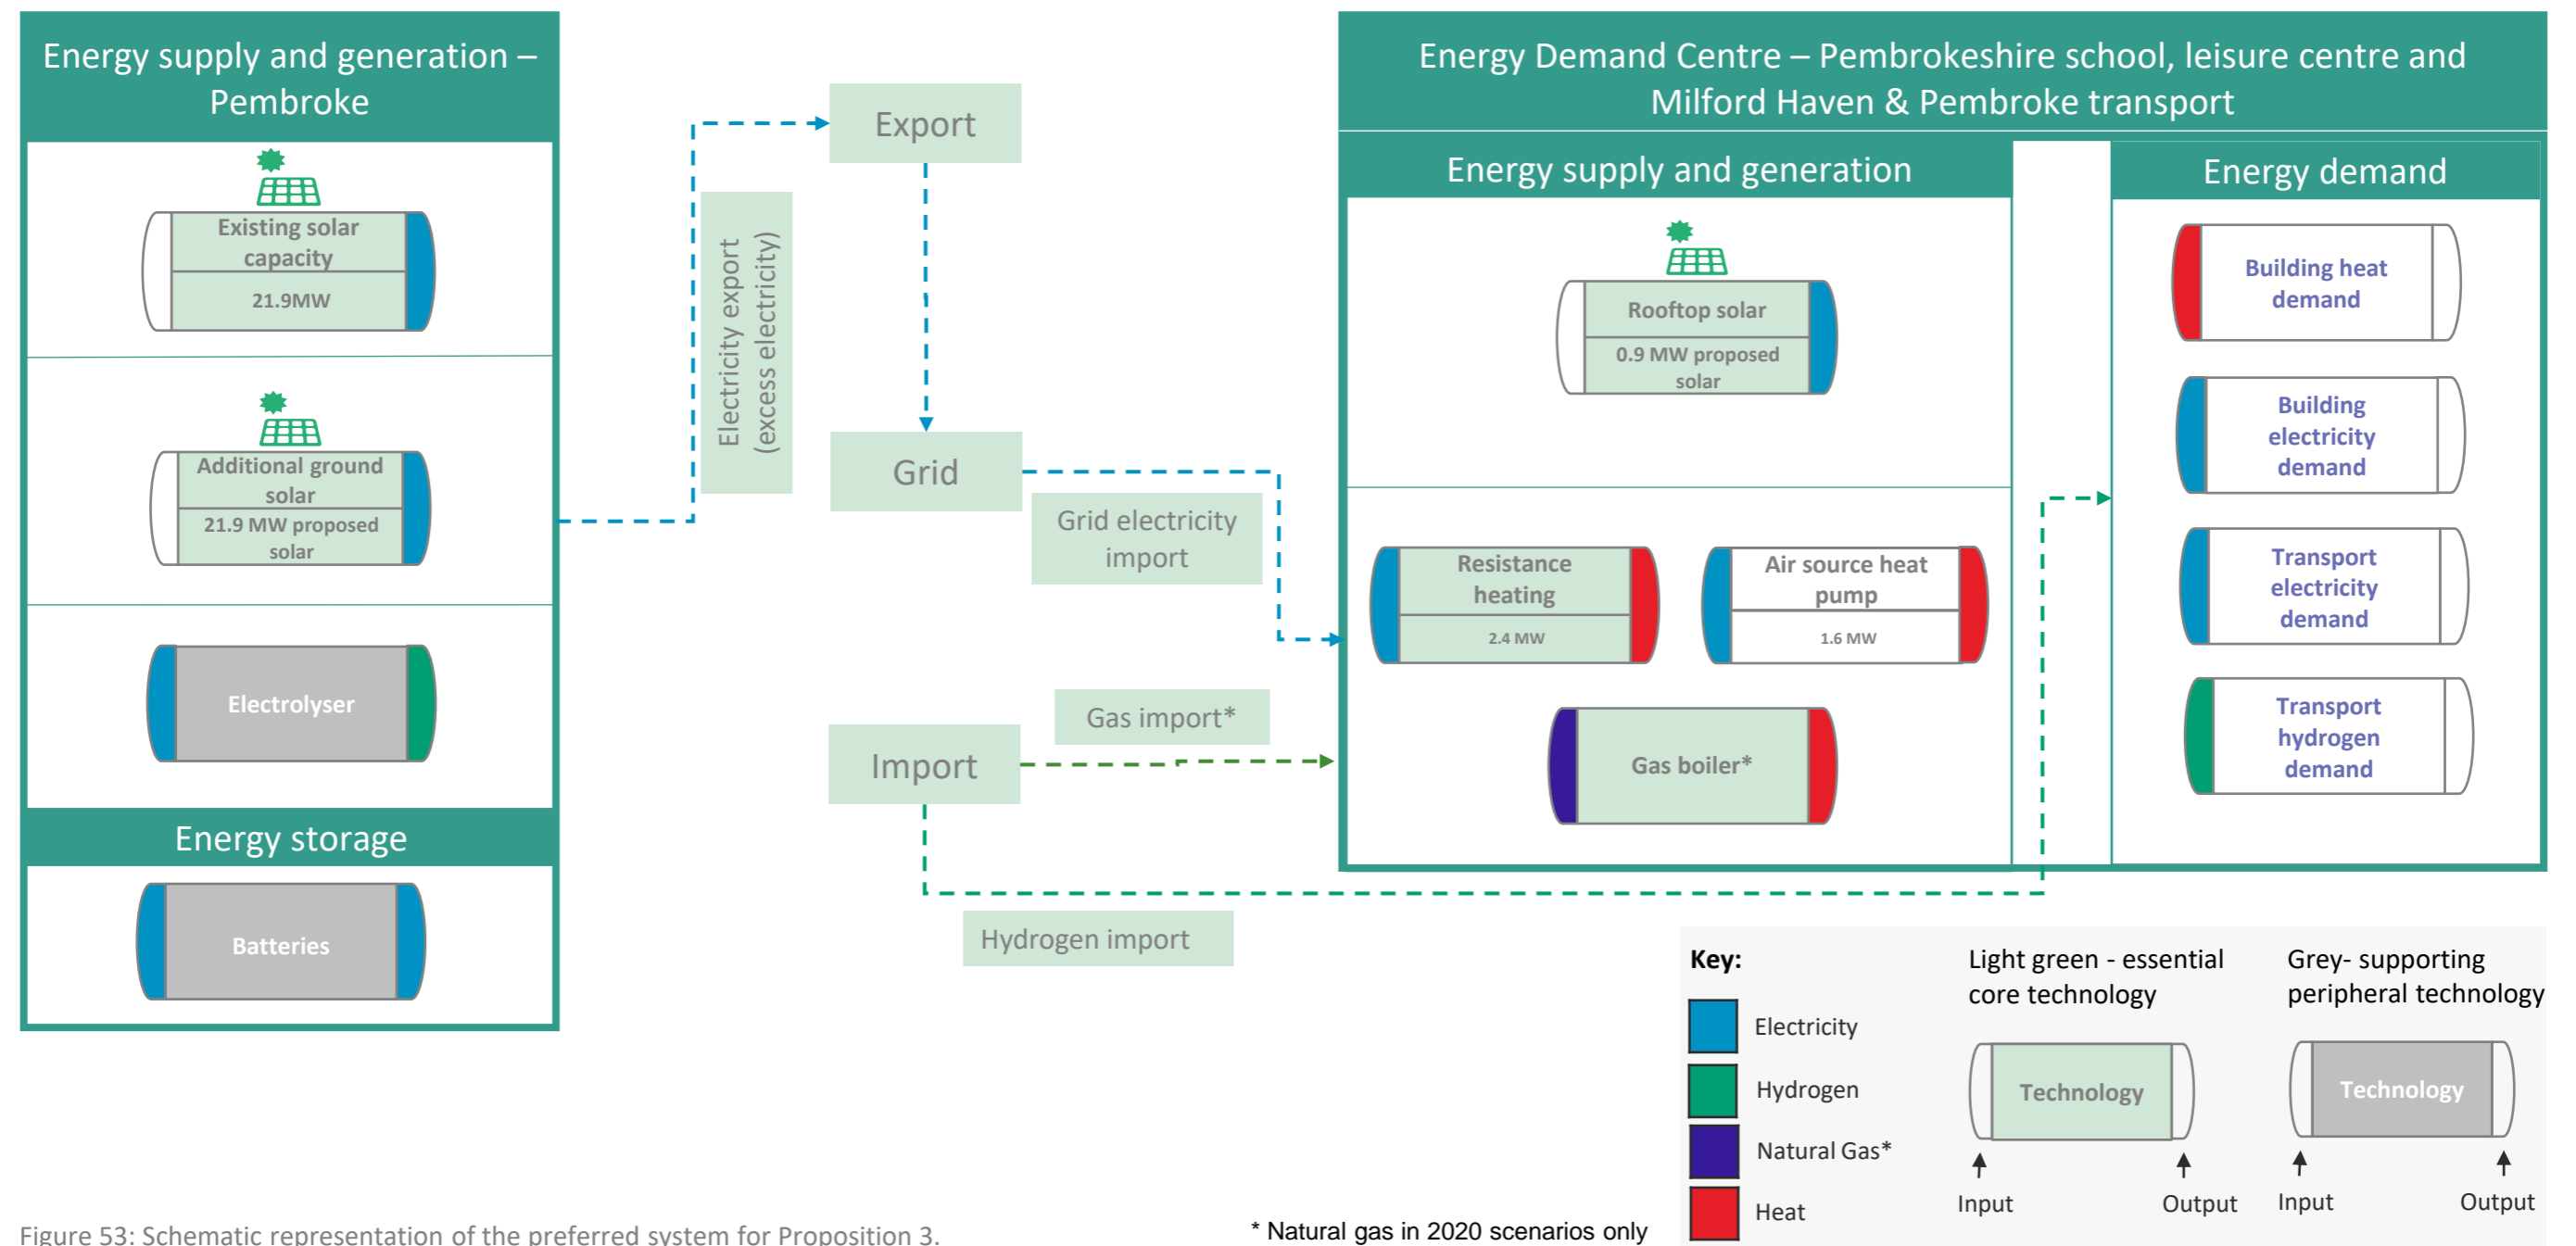 Energy supply and generation –
Pembroke
Existing solar
capacity
21.9MW
Additional ground
solar
21.9 MW proposed
solar
Electrolyser
Energy storage
Batteries
Electricity export
(excess electricity)
Export
Grid
Grid electricity
import
Gas import*
Import
Hydrogen import
Energy Demand Centre – Pembrokeshire school, leisure centre and
Milford Haven & Pembroke transport
Energy supply and generation
Rooftop solar
0.9 MW proposed
solar
Resistance
heating
2.4 MW
Air source heat
pump
1.6 MW
Gas boiler*
Energy demand
Building heat
demand
Building
electricity
demand
Transport
electricity
demand
Transport
hydrogen
demand
Key:
Electricity
Hydrogen
Natural Gas*
Heat
Light green - essential
core technology
Technology
Input
Output
Grey- supporting
peripheral technology
Technology
Input
Output
* Natural gas in 2020 scenarios only
Figure 53: Schematic representation of the preferred system for Proposition 3.